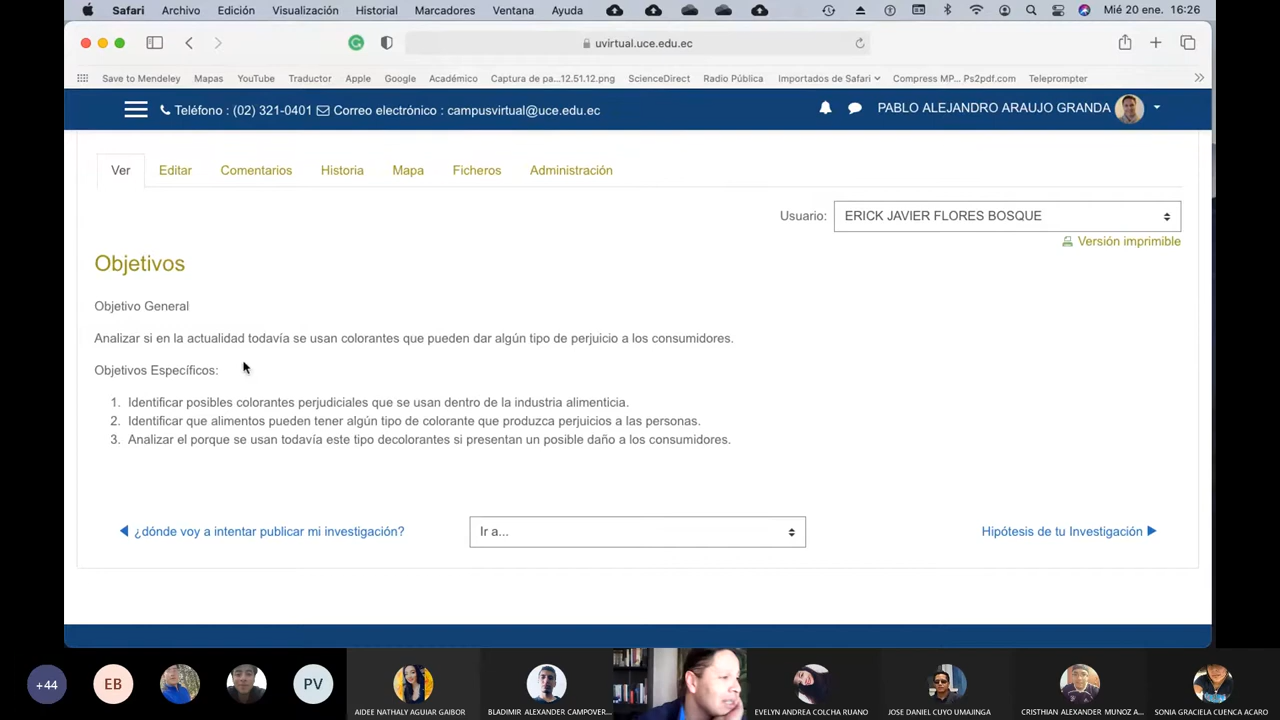 Safari Archivo Edición Visualización Historial Marcadores Ventana Ayuda Mié 20 ene. 16:26
uvirtual.uce.edu.ec
Save to Mendeley Mapas YouTube Traductor Apple Google Académico Captura de pa...12.51.12.png ScienceDirect Radio Pública Importados de Safari Compress MP... Ps2pdf.com Teleprompter
Teléfono : (02) 321-0401 Correo electrónico : campusvirtual@uce.edu.ec PABLO ALEJANDRO ARAUJO GRANDA
Ver Editar Comentarios Historia Mapa Ficheros Administración
Usuario: ERICK JAVIER FLORES BOSQUE
Versión imprimible
Objetivos
Objetivo General
Analizar si en la actualidad todavía se usan colorantes que pueden dar algún tipo de perjuicio a los consumidores.
Objetivos Específicos:
1. Identificar posibles colorantes perjudiciales que se usan dentro de la industria alimenticia.
2. Identificar que alimentos pueden tener algún tipo de colorante que produzca perjuicios a las personas.
3. Analizar el porque se usan todavía este tipo decolorantes si presentan un posible daño a los consumidores.
¿dónde voy a intentar publicar mi investigación? Ir a... Hipótesis de tu Investigación
+44 EB PV
AIDEE NATHALY AGUIAR GAIBOR BLADIMIR ALEXANDER CAMPOVER... EVELYN ANDREA COLCHA RUANO JOSE DANIEL CUYO UMAJINGA CRISTHIAN ALEXANDER MUNOZ A... SONIA GRACIELA CUENCA ACARO